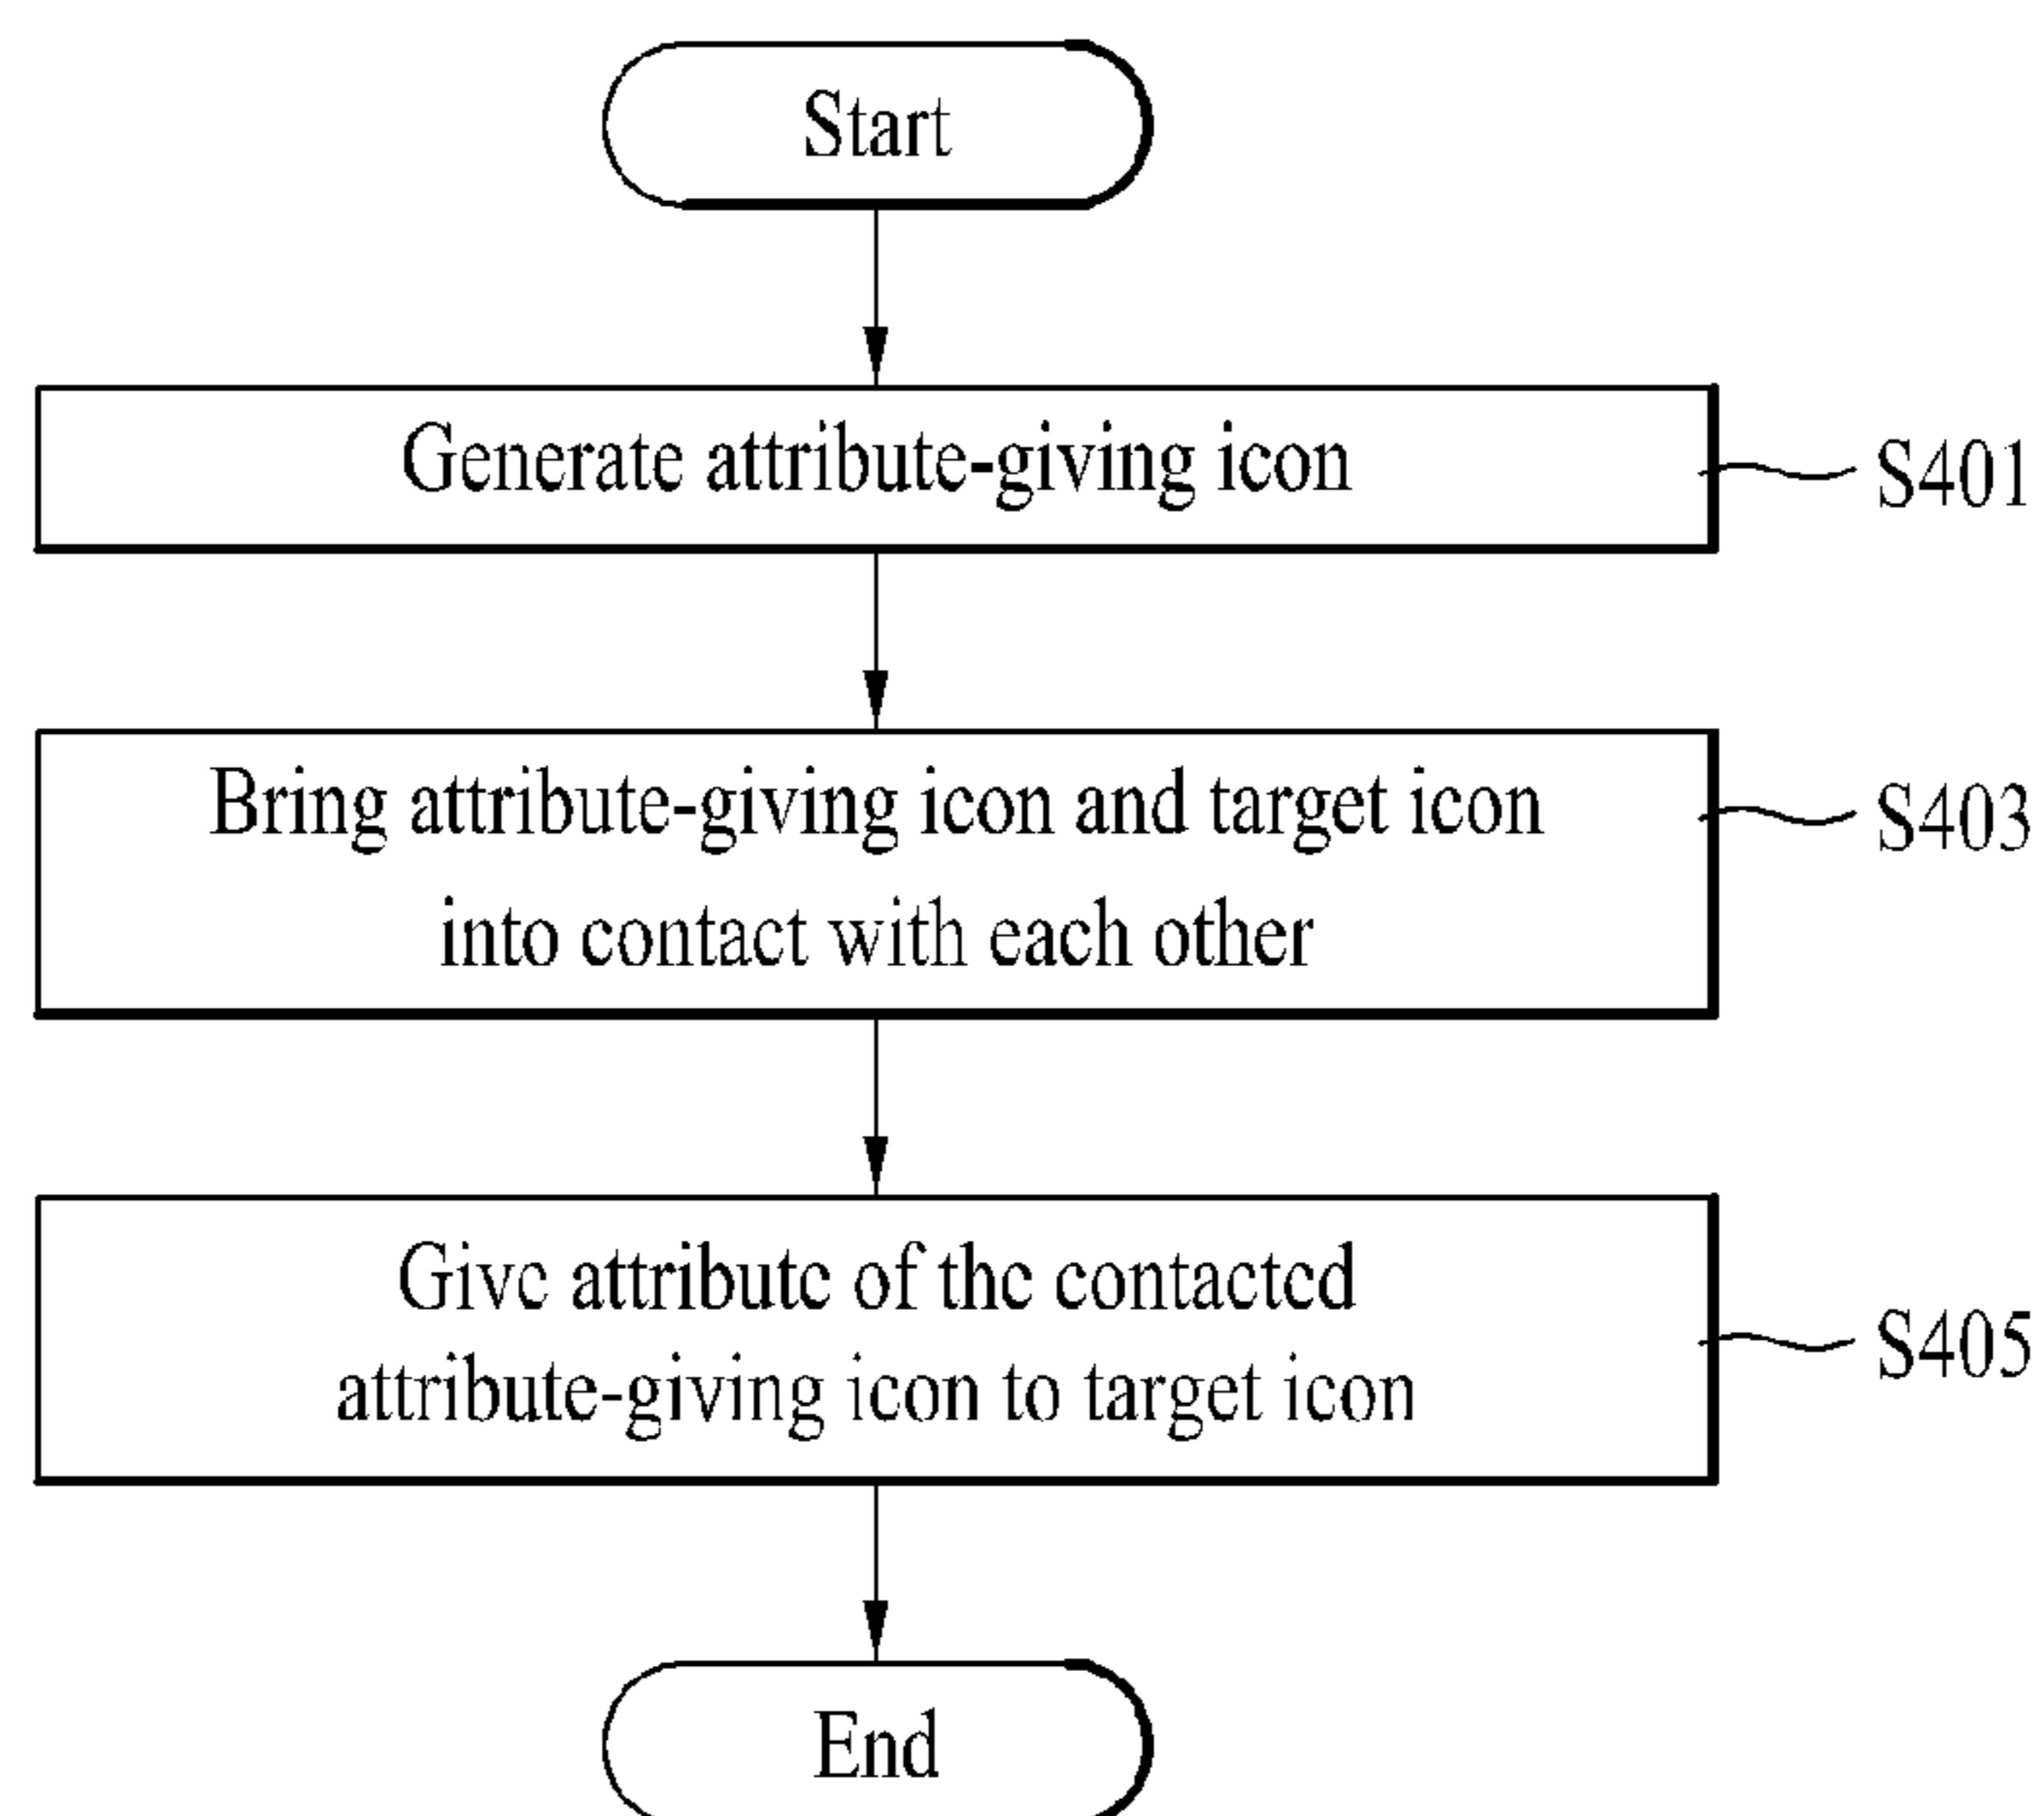 Start
Generate attribute-giving icon
S401
Bring attribute-giving icon and target icon
into contact with each other
S403
Give attribute of the contacted
attribute-giving icon to target icon
S405
End